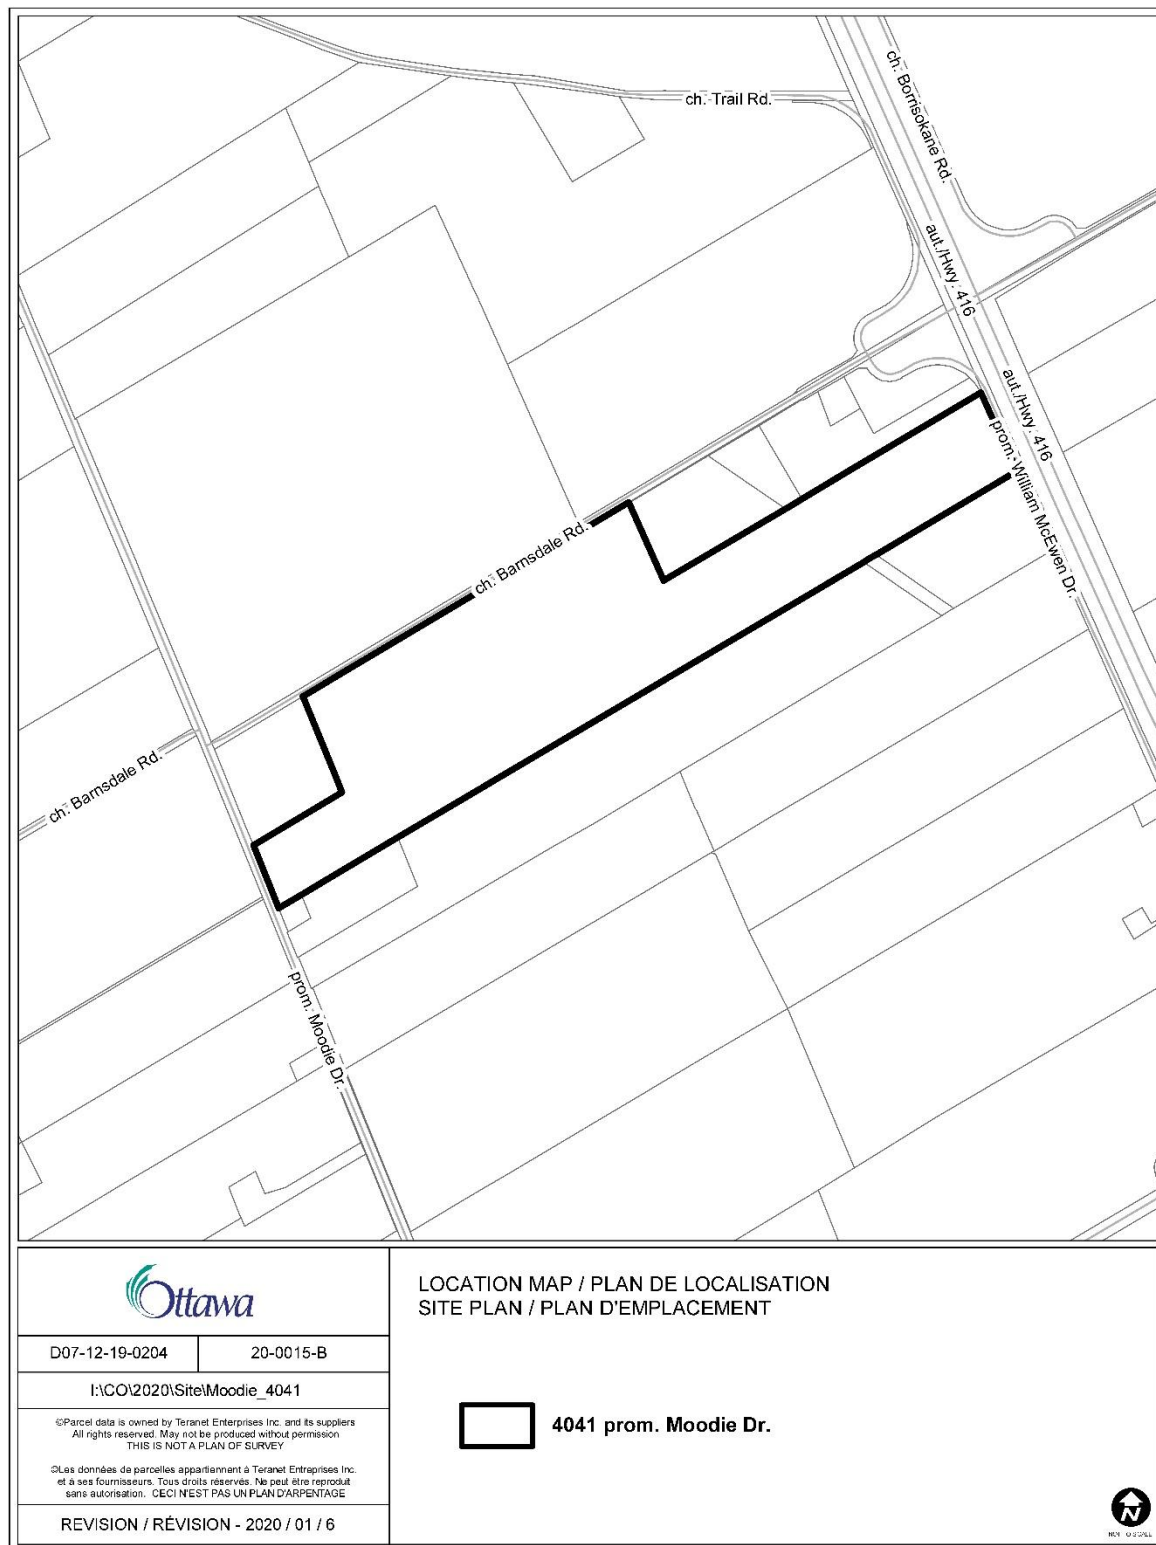 ch. Trail Rd.
ch. Borrisokane Rd.
aut./Hwy. 416
aut./Hwy. 416
prom. William McEwen Dr.
ch. Barnsdale Rd.
ch. Barnsdale Rd.
prom. Moodie Dr.
Ottawa
D07-12-19-0204
20-0015-B
I:\CO\2020\Site\Moodie_4041
©Parcel data is owned by Teranet Enterprises Inc. and its suppliers
All rights reserved. May not be produced without permission
THIS IS NOT A PLAN OF SURVEY
©Les données de parcelles appartiennent à Teranet Entreprises Inc.
et à ses fournisseurs. Tous droits réservés. Ne peut être reproduit
sans autorisation. CECI N'EST PAS UN PLAN D'ARPENTAGE
REVISION / RÉVISION - 2020 / 01 / 6
LOCATION MAP / PLAN DE LOCALISATION
SITE PLAN / PLAN D'EMPLACEMENT
4041 prom. Moodie Dr.
N
NOT TO SCALE